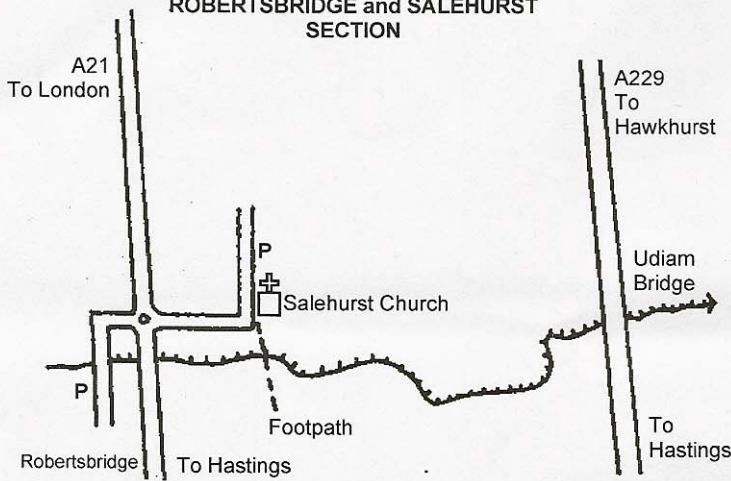 ROBERTSBRIDGE and SALEHURST
SECTION
A21
To London
A229
To
Hawkhurst
P
Salehurst Church
Udiam
Bridge
P
Footpath
Robertsbridge
To Hastings
To
Hastings